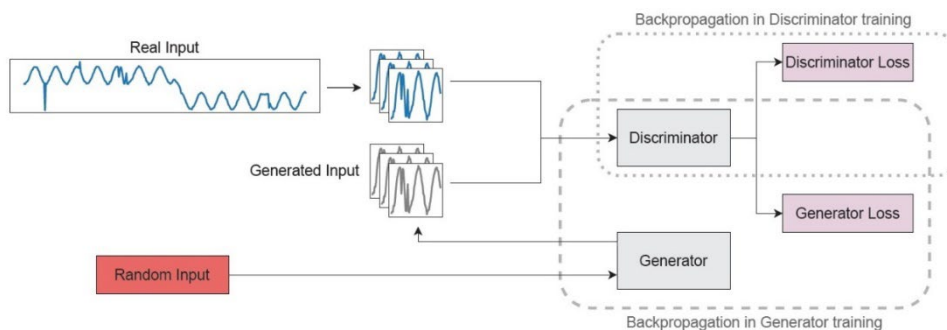 Backpropagation in Discriminator training
Real Input
Discriminator Loss
Discriminator
Generated Input
Generator Loss
Generator
Random Input
Backpropagation in Generator training